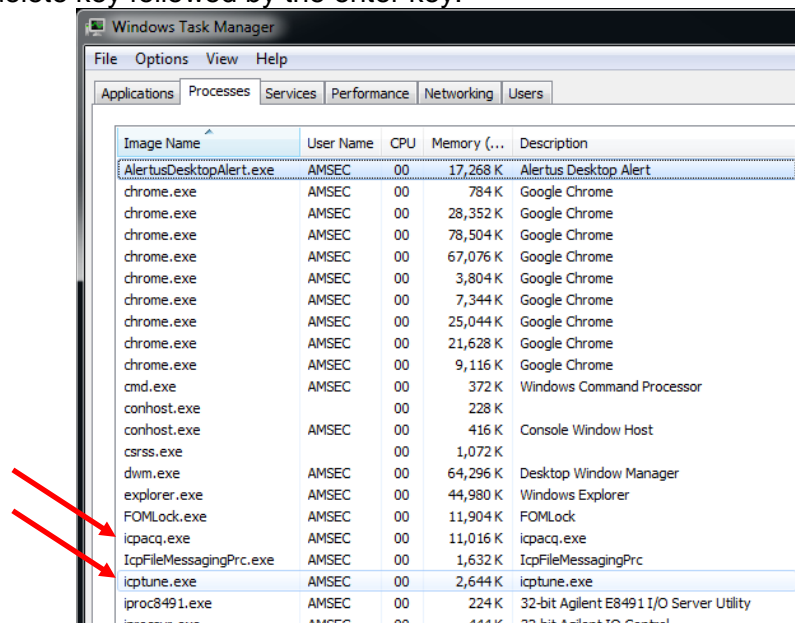 delete key followed by the enter key.
Windows Task Manager
File Options View Help
Applications Processes Services Performance Networking Users
Image Name User Name CPU Memory (... Description
AlertusDesktopAlert.exe AMSEC 00 17,268 K Alertus Desktop Alert
chrome.exe AMSEC 00 784 K Google Chrome
chrome.exe AMSEC 00 28,352 K Google Chrome
chrome.exe AMSEC 00 78,504 K Google Chrome
chrome.exe AMSEC 00 67,076 K Google Chrome
chrome.exe AMSEC 00 3,804 K Google Chrome
chrome.exe AMSEC 00 7,344 K Google Chrome
chrome.exe AMSEC 00 25,044 K Google Chrome
chrome.exe AMSEC 00 21,628 K Google Chrome
chrome.exe AMSEC 00 9,116 K Google Chrome
cmd.exe AMSEC 00 372 K Windows Command Processor
conhost.exe 00 228 K
conhost.exe AMSEC 00 416 K Console Window Host
csrss.exe 00 1,072 K
dwm.exe AMSEC 00 64,296 K Desktop Window Manager
explorer.exe AMSEC 00 44,980 K Windows Explorer
FOMLock.exe AMSEC 00 11,904 K FOMLock
icpacq.exe AMSEC 00 11,016 K icpacq.exe
IcpFileMessagingPrc.exe AMSEC 00 1,632 K IcpFileMessagingPrc
icptune.exe AMSEC 00 2,644 K icptune.exe
iproc8491.exe AMSEC 00 224 K 32-bit Agilent E8491 I/O Server Utility